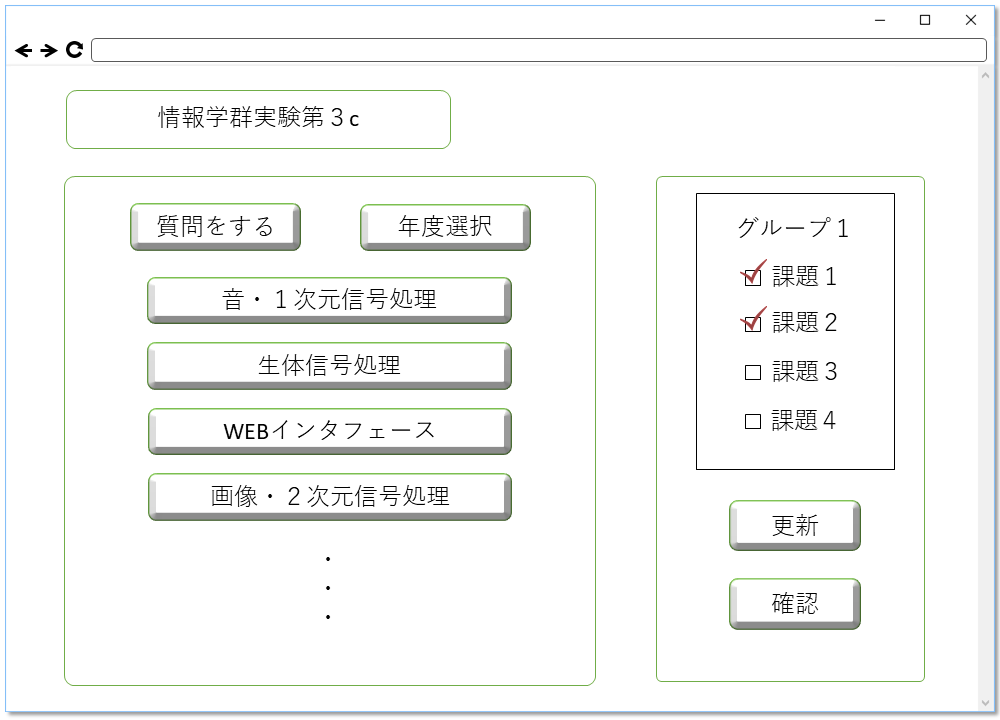 情報学群実験第３c
質問をする
年度選択
音・１次元信号処理
生体信号処理
WEBインタフェース
画像・２次元信号処理
・
・
・
グループ１
課題１
課題２
課題３
課題４
更新
確認